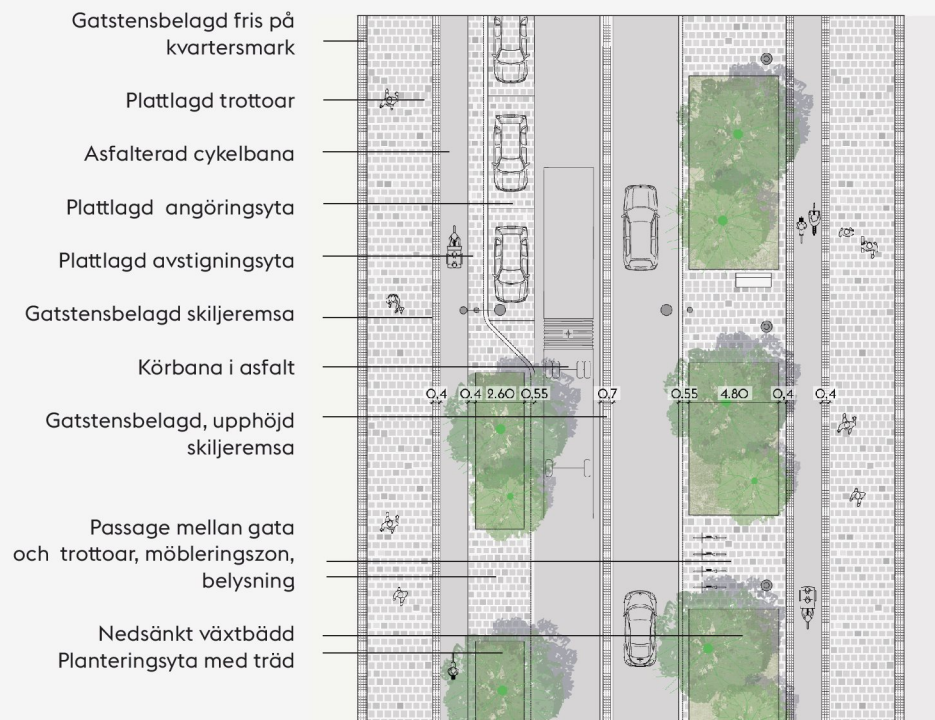 Gatstensbelagd fris på
kvartersmark
Plattlagd trottoar
Asfalterad cykelbana
Plattlagd angöringsyta
Plattlagd avstigningsyta
Gatstensbelagd skiljeremsa
Körbana i asfalt
0,4 0,4 2.60 0,55 0,7 0,55 4.80 0,4 0,4
Gatstensbelagd, upphöjd
skiljeremsa
Passage mellan gata
och trottoar, möbleringszon,
belysning
Nedsänkt växtbädd
Planteringsyta med träd